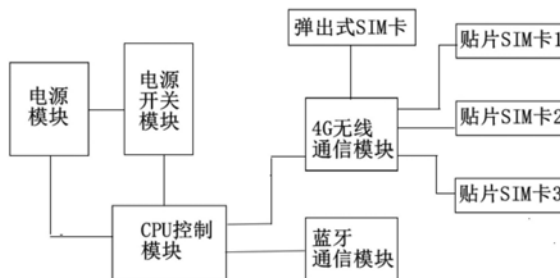 弹出式SIM卡
贴片SIM卡1
电源
模块
电源
开关
模块
4G无线
通信模块
贴片SIM卡2
贴片SIM卡3
CPU控制
模块
蓝牙
通信模块